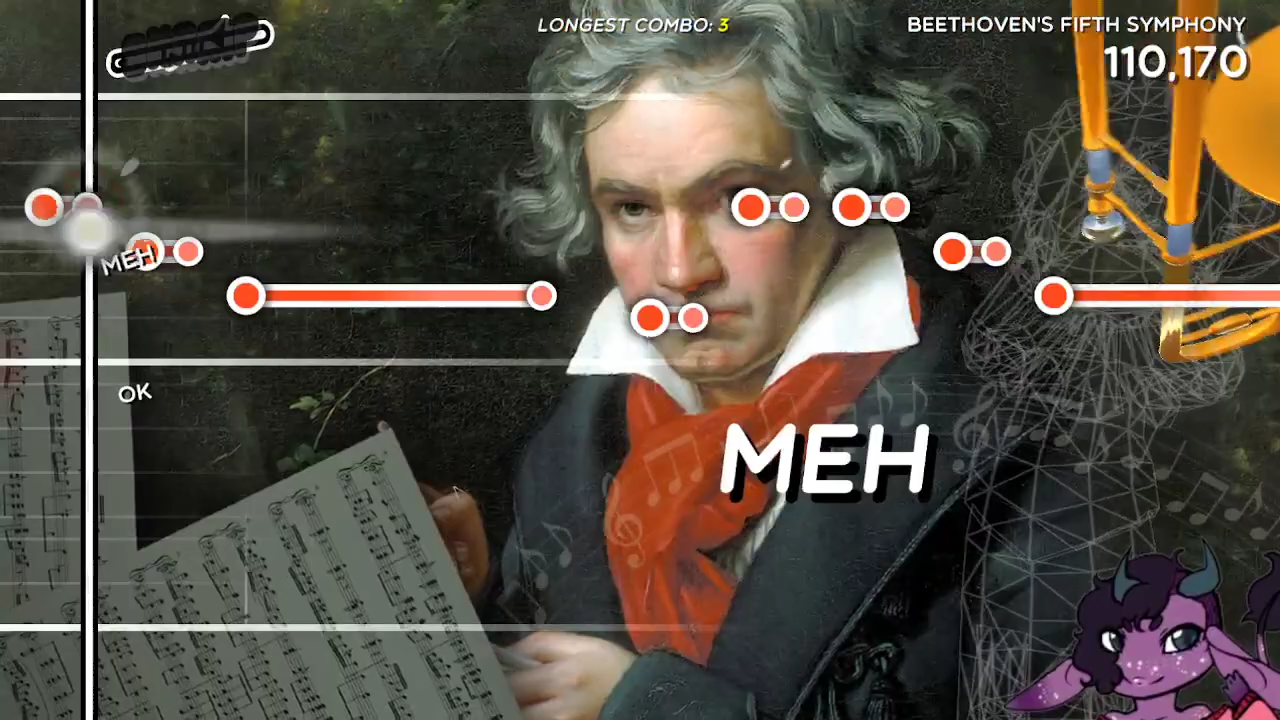 LONGEST COMBO: 3
BEETHOVEN'S FIFTH SYMPHONY
110,170
MEH
OK
MEH